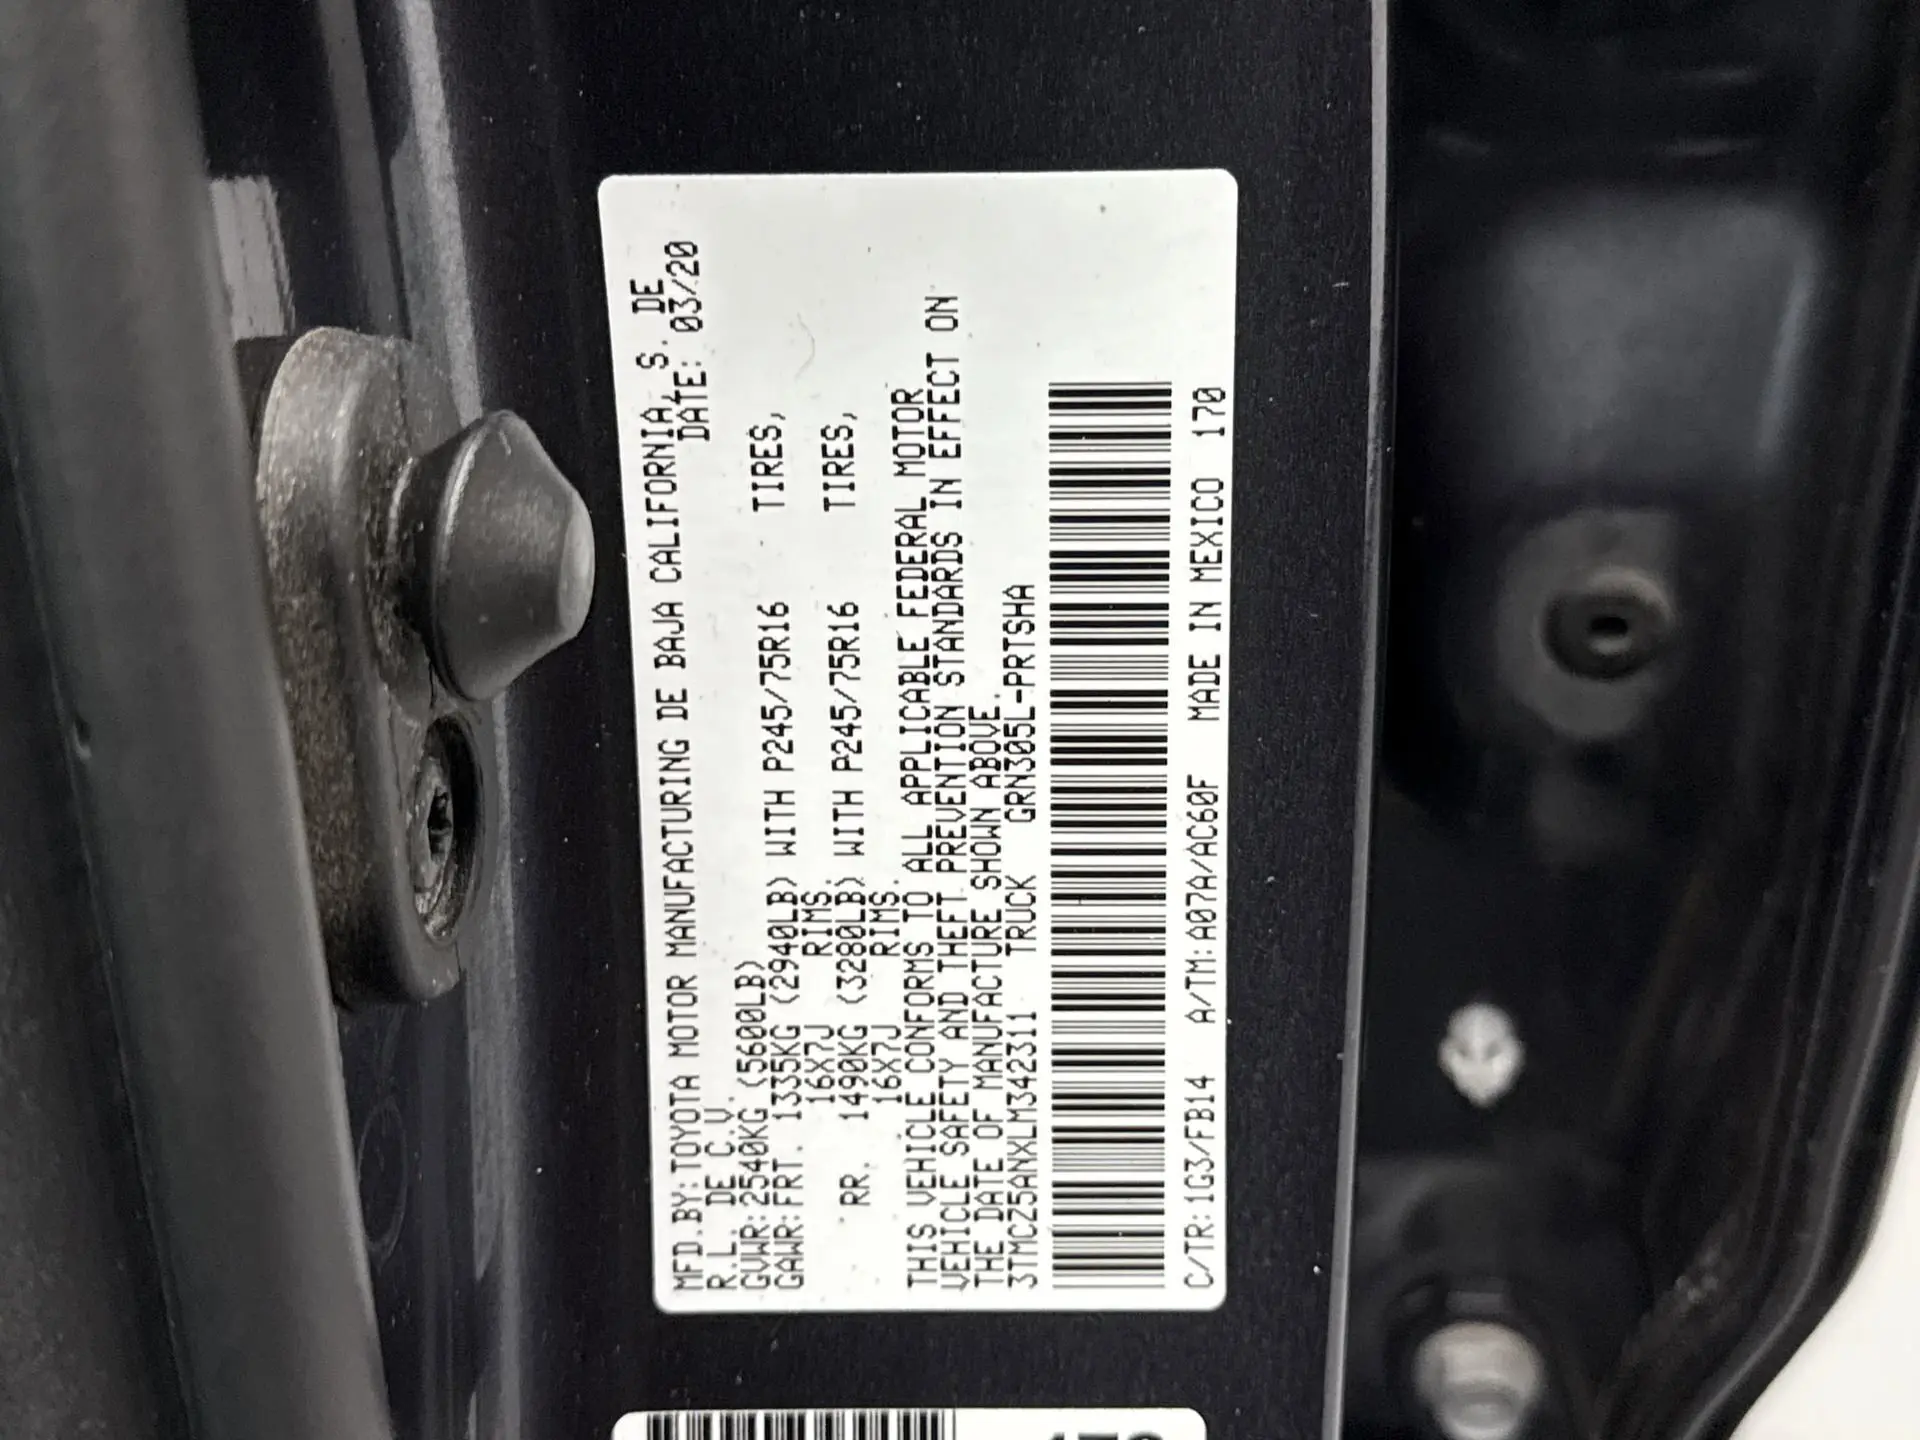 MFD.BY:TOYOTA MOTOR MANUFACTURING DE BAJA CALIFORNIA, S. DE
R.L. DE C.V. DATE: 03/20
GVWR:2540KG (5600LB)
GAWR:FRT. 1335KG (2940LB) WITH P245/75R16 TIRES,
16X7J RIMS.
RR. 1490KG (3280LB) WITH P245/75R16 TIRES,
16X7J RIMS.
THIS VEHICLE CONFORMS TO ALL APPLICABLE FEDERAL MOTOR
VEHICLE SAFETY AND THEFT PREVENTION STANDARDS IN EFFECT ON
THE DATE OF MANUFACTURE SHOWN ABOVE.
3TMCZ5ANXLM342311 TRUCK GRN305L-PRTSHA
C/TR:1G3/FB14 A/TM:A07A/AC60F MADE IN MEXICO 170